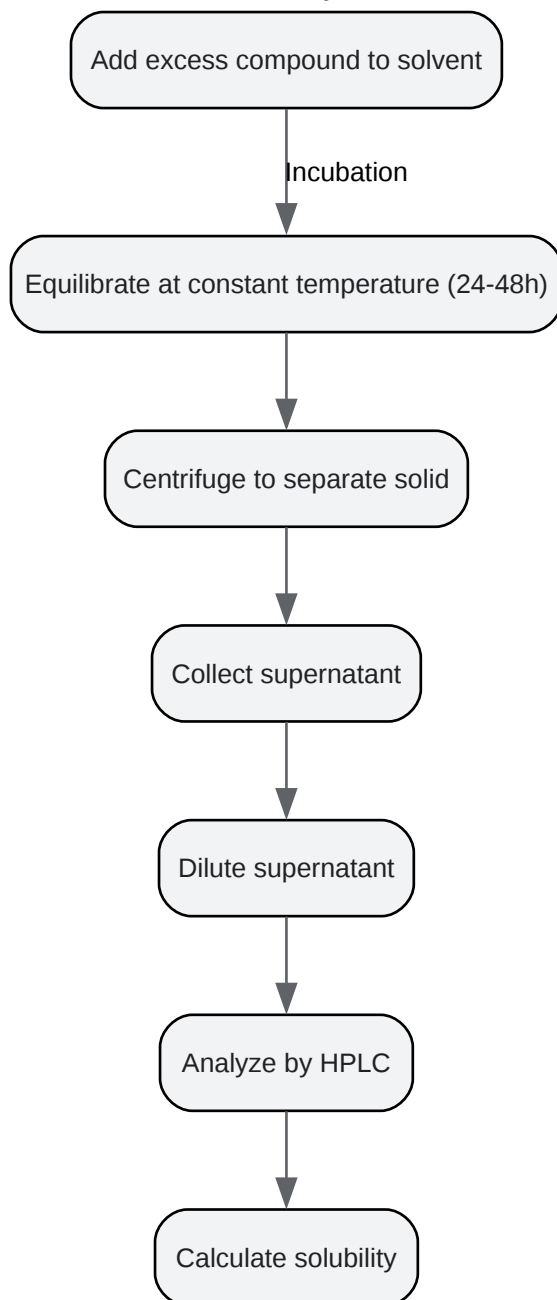 Add excess compound to solvent
Incubation
Equilibrate at constant temperature (24-48h)
Centrifuge to separate solid
Collect supernatant
Dilute supernatant
Analyze by HPLC
Calculate solubility